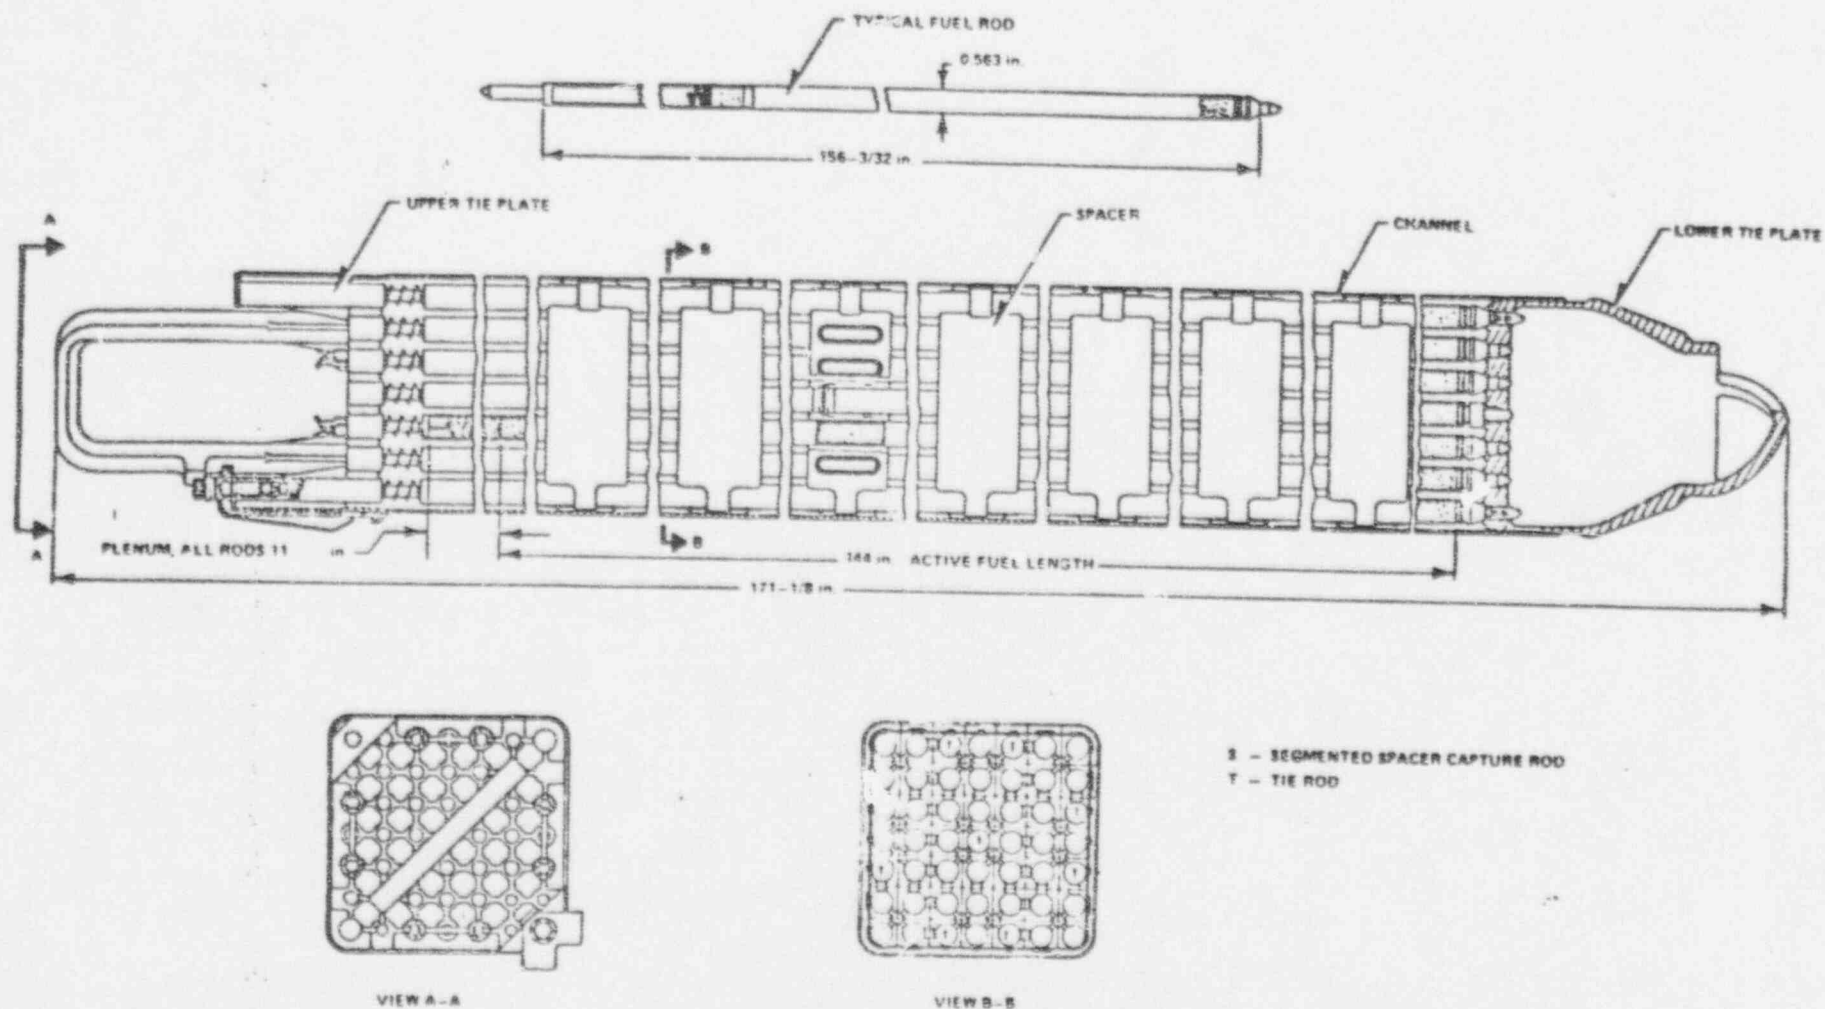 TYPICAL FUEL ROD
0.563 in.
156-3/32 in.
UPPER TIE PLATE
SPACER
CHANNEL
LOWER TIE PLATE
A
B
A
B
PLENUM, ALL RODS 11 in.
144 in. ACTIVE FUEL LENGTH
171-1/8 in.
S - SEGMENTED SPACER CAPTURE ROD
T - TIE ROD
VIEW A-A
VIEW B-B